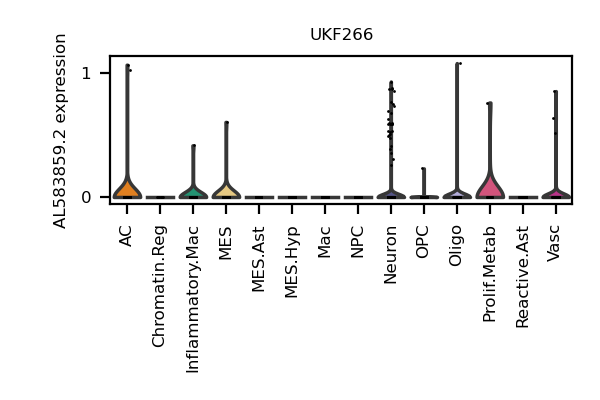 UKF266
AL583859.2 expression
1
0
AC
Chromatin.Reg
Inflammatory.Mac
MES
MES.Ast
MES.Hyp
Mac
NPC
Neuron
OPC
Oligo
Prolif.Metab
Reactive.Ast
Vasc